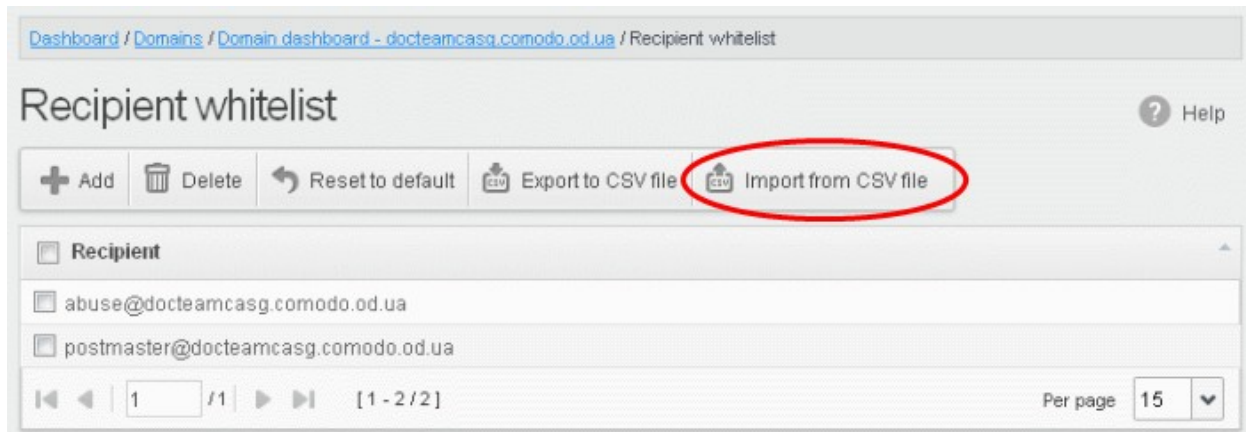 Dashboard / Domains / Domain dashboard - docteamcasg.comodo.od.ua / Recipient whitelist
Recipient whitelist
? Help
Add Delete Reset to default CSV Export to CSV file CSV Import from CSV file
Recipient
abuse@docteamcasg.comodo.od.ua
postmaster@docteamcasg.comodo.od.ua
1 /1 [1 - 2 / 2] Per page 15